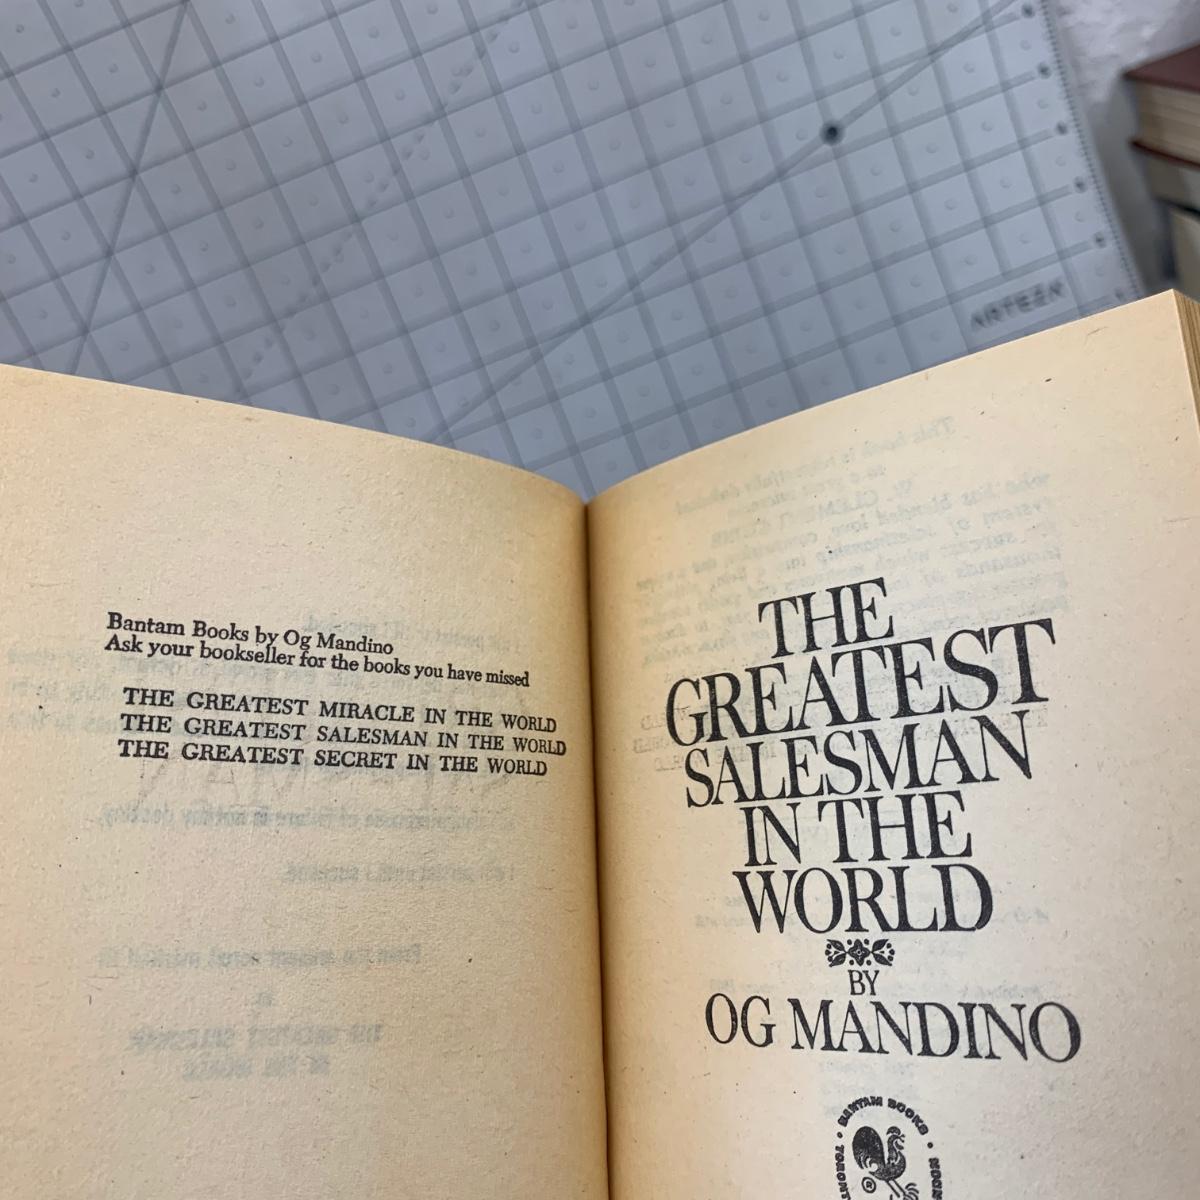 ARTEZA
Bantam Books by Og Mandino
Ask your bookseller for the books you have missed
THE GREATEST MIRACLE IN THE WORLD
THE GREATEST SALESMAN IN THE WORLD
THE GREATEST SECRET IN THE WORLD
THE
GREATEST
SALESMAN
IN THE
WORLD
BY
OG MANDINO
BANTAM BOOKS